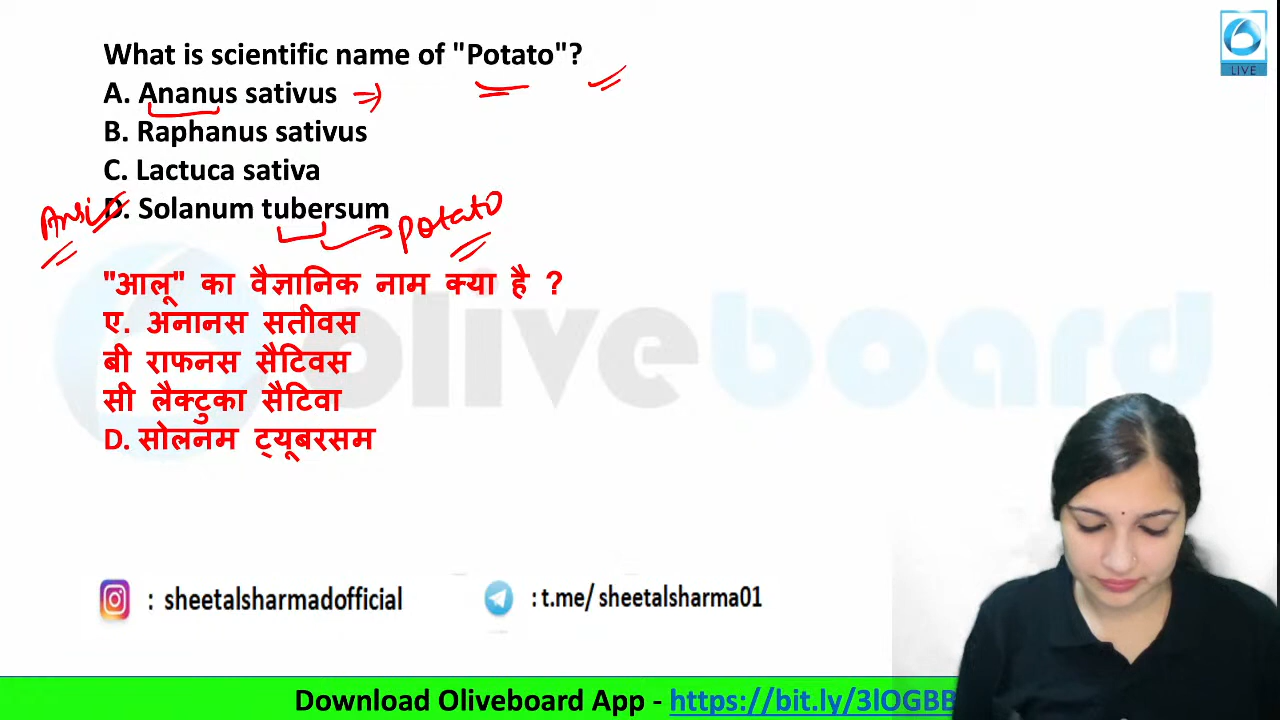 LIVE
What is scientific name of "Potato"?
A. Ananus sativus
B. Raphanus sativus
C. Lactuca sativa
D. Solanum tubersum
Ans:
Potato
"आलू" का वैज्ञानिक नाम क्या है ?
ए. अनानस सतीवस
बी राफनस सैटिवस
सी लैक्टुका सैटिवा
D. सोलनम ट्यूबरसम
oliveboard
: sheetalsharmadofficial
: t.me/ sheetalsharma01
Download Oliveboard App - https://bit.ly/3lOGBB